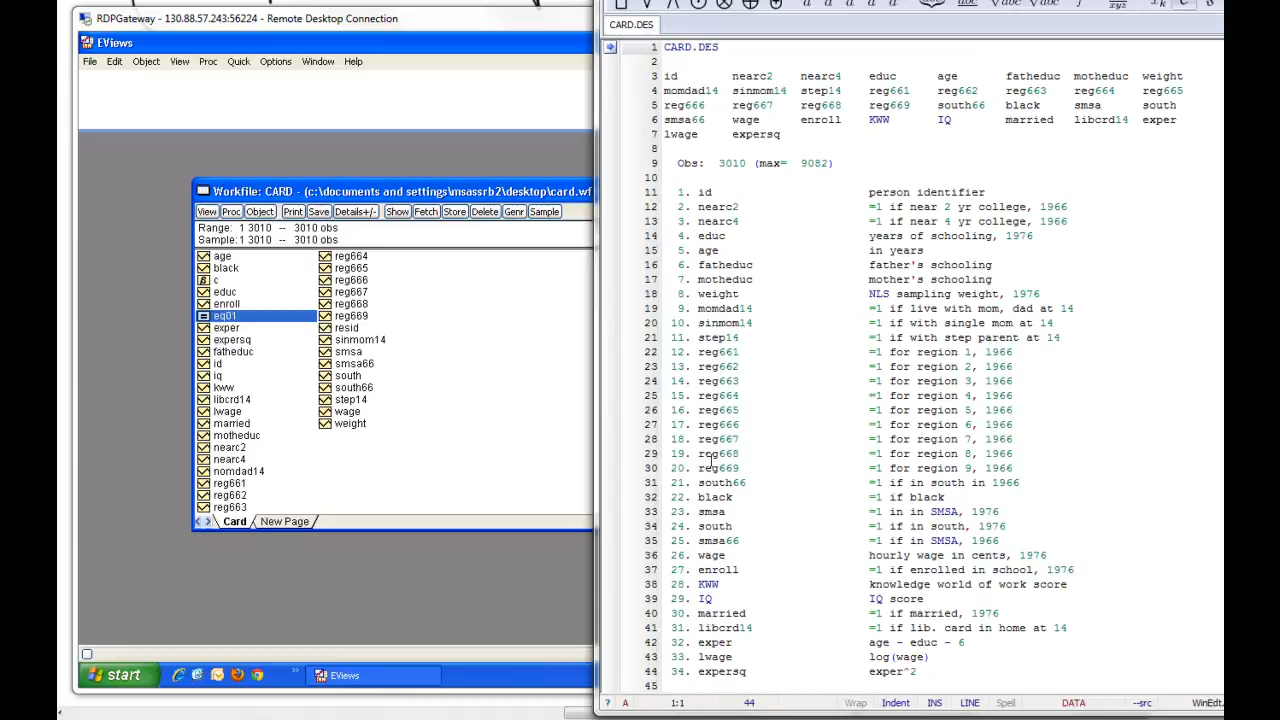 RDPGateway - 130.88.57.243:56224 - Remote Desktop Connection
EViews
File Edit Object View Proc Quick Options Window Help
Workfile: CARD - (c:\documents and settings\msassrb2\desktop\card.wf
View Proc Object Print Save Details+/- Show Fetch Store Delete Genr Sample
Range: 1 3010 -- 3010 obs
Sample: 1 3010 -- 3010 obs
age
black
c
educ
enroll
eq01
exper
expersq
fatheduc
id
iq
kww
libcrd14
lwage
married
motheduc
nearc2
nearc4
nomdad14
reg661
reg662
reg663
reg664
reg665
reg666
reg667
reg668
reg669
resid
sinmom14
smsa
smsa66
south
south66
step14
wage
weight
Card New Page
start
EViews
CARD.DES
1 CARD.DES
2
3 id nearc2 nearc4 educ age fatheduc motheduc weight
4 momdad14 sinmom14 step14 reg661 reg662 reg663 reg664 reg665
5 reg666 reg667 reg668 reg669 south66 black smsa south
6 smsa66 wage enroll KWW IQ married libcrd14 exper
7 lwage expersq
8
9 Obs: 3010 (max= 9082)
10
11 1. id person identifier
12 2. nearc2 =1 if near 2 yr college, 1966
13 3. nearc4 =1 if near 4 yr college, 1966
14 4. educ years of schooling, 1976
15 5. age in years
16 6. fatheduc father's schooling
17 7. motheduc mother's schooling
18 8. weight NLS sampling weight, 1976
19 9. momdad14 =1 if live with mom, dad at 14
20 10. sinmom14 =1 if with single mom at 14
21 11. step14 =1 if with step parent at 14
22 12. reg661 =1 for region 1, 1966
23 13. reg662 =1 for region 2, 1966
24 14. reg663 =1 for region 3, 1966
25 15. reg664 =1 for region 4, 1966
26 16. reg665 =1 for region 5, 1966
27 17. reg666 =1 for region 6, 1966
28 18. reg667 =1 for region 7, 1966
29 19. reg668 =1 for region 8, 1966
30 20. reg669 =1 for region 9, 1966
31 21. south66 =1 if in south in 1966
32 22. black =1 if black
33 23. smsa =1 in in SMSA, 1976
34 24. south =1 if in south, 1976
35 25. smsa66 =1 if in SMSA, 1966
36 26. wage hourly wage in cents, 1976
37 27. enroll =1 if enrolled in school, 1976
38 28. KWW knowledge world of work score
39 29. IQ IQ score
40 30. married =1 if married, 1976
41 31. libcrd14 =1 if lib. card in home at 14
42 32. exper age - educ - 6
43 33. lwage log(wage)
44 34. expersq exper^2
45
? A 1:1 44 Wrap Indent INS LINE Spell DATA --src WinEdt.